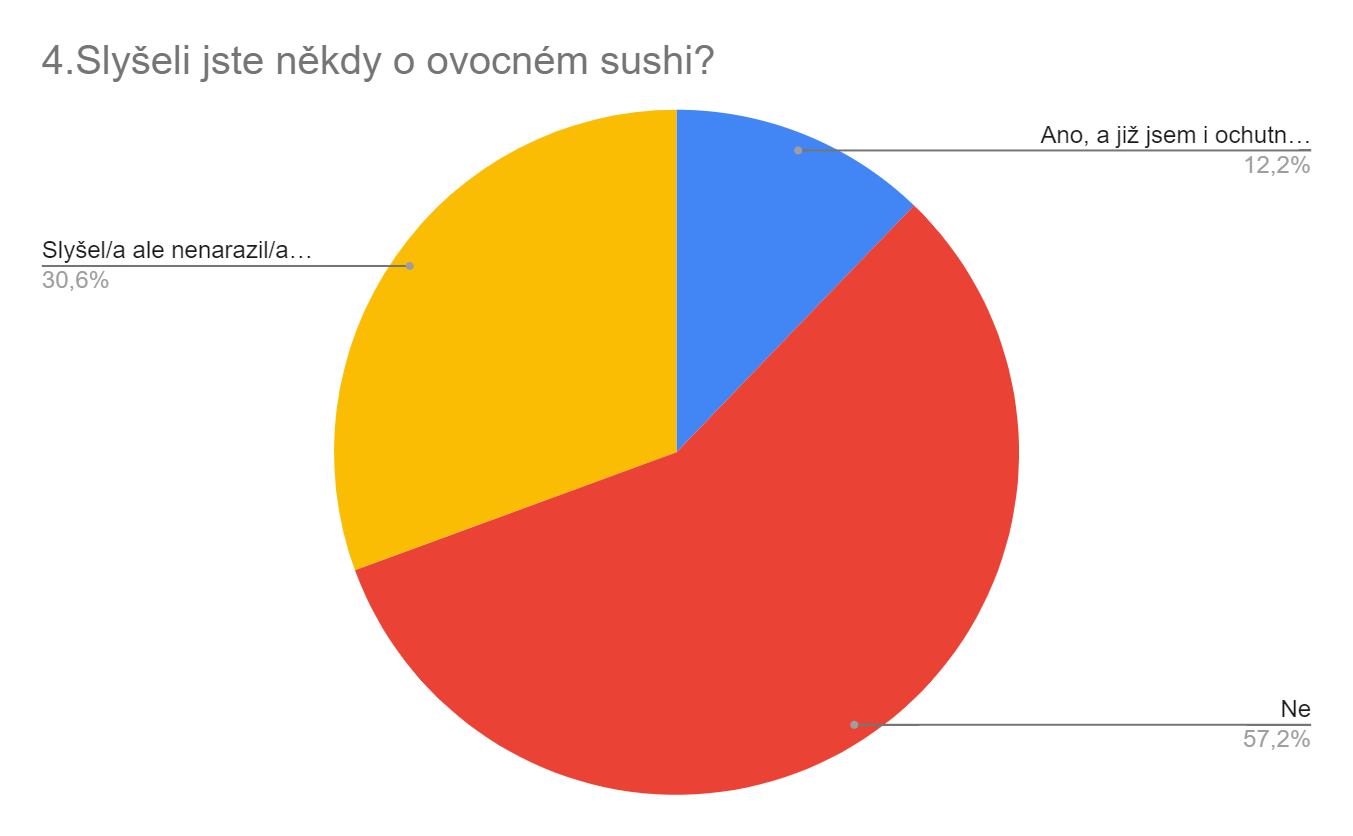 4.Slyšeli jste někdy o ovocném sushi?
Ano, a již jsem i ochutn…
12,2%
Slyšel/a ale nenarazil/a…
30,6%
Ne
57,2%